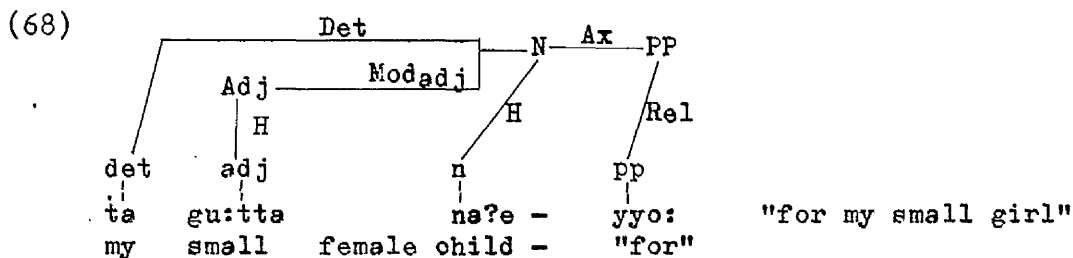 (68)
Det
N Ax PP
Adj Modadj
H H Rel
det adj n pp
ta gu:tta na?e - yyo: "for my small girl"
my small female child - "for"